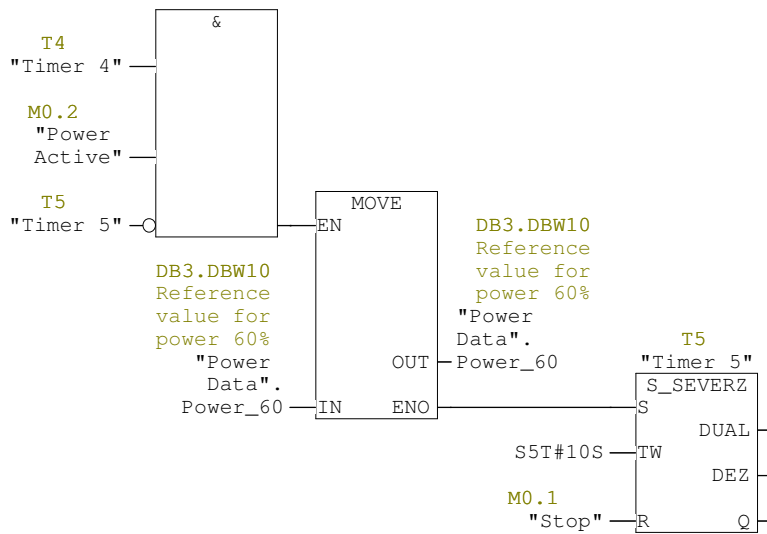 &
T4
"Timer 4"
M0.2
"Power
Active"
T5
"Timer 5"
MOVE
EN
DB3.DBW10
Reference
value for
power 60%
"Power
Data".
Power_60
IN
DB3.DBW10
Reference
value for
power 60%
"Power
Data".
OUT
Power_60
ENO
T5
"Timer 5"
S_SEVERZ
S
DUAL
S5T#10S
TW
DEZ
M0.1
"Stop"
R
Q